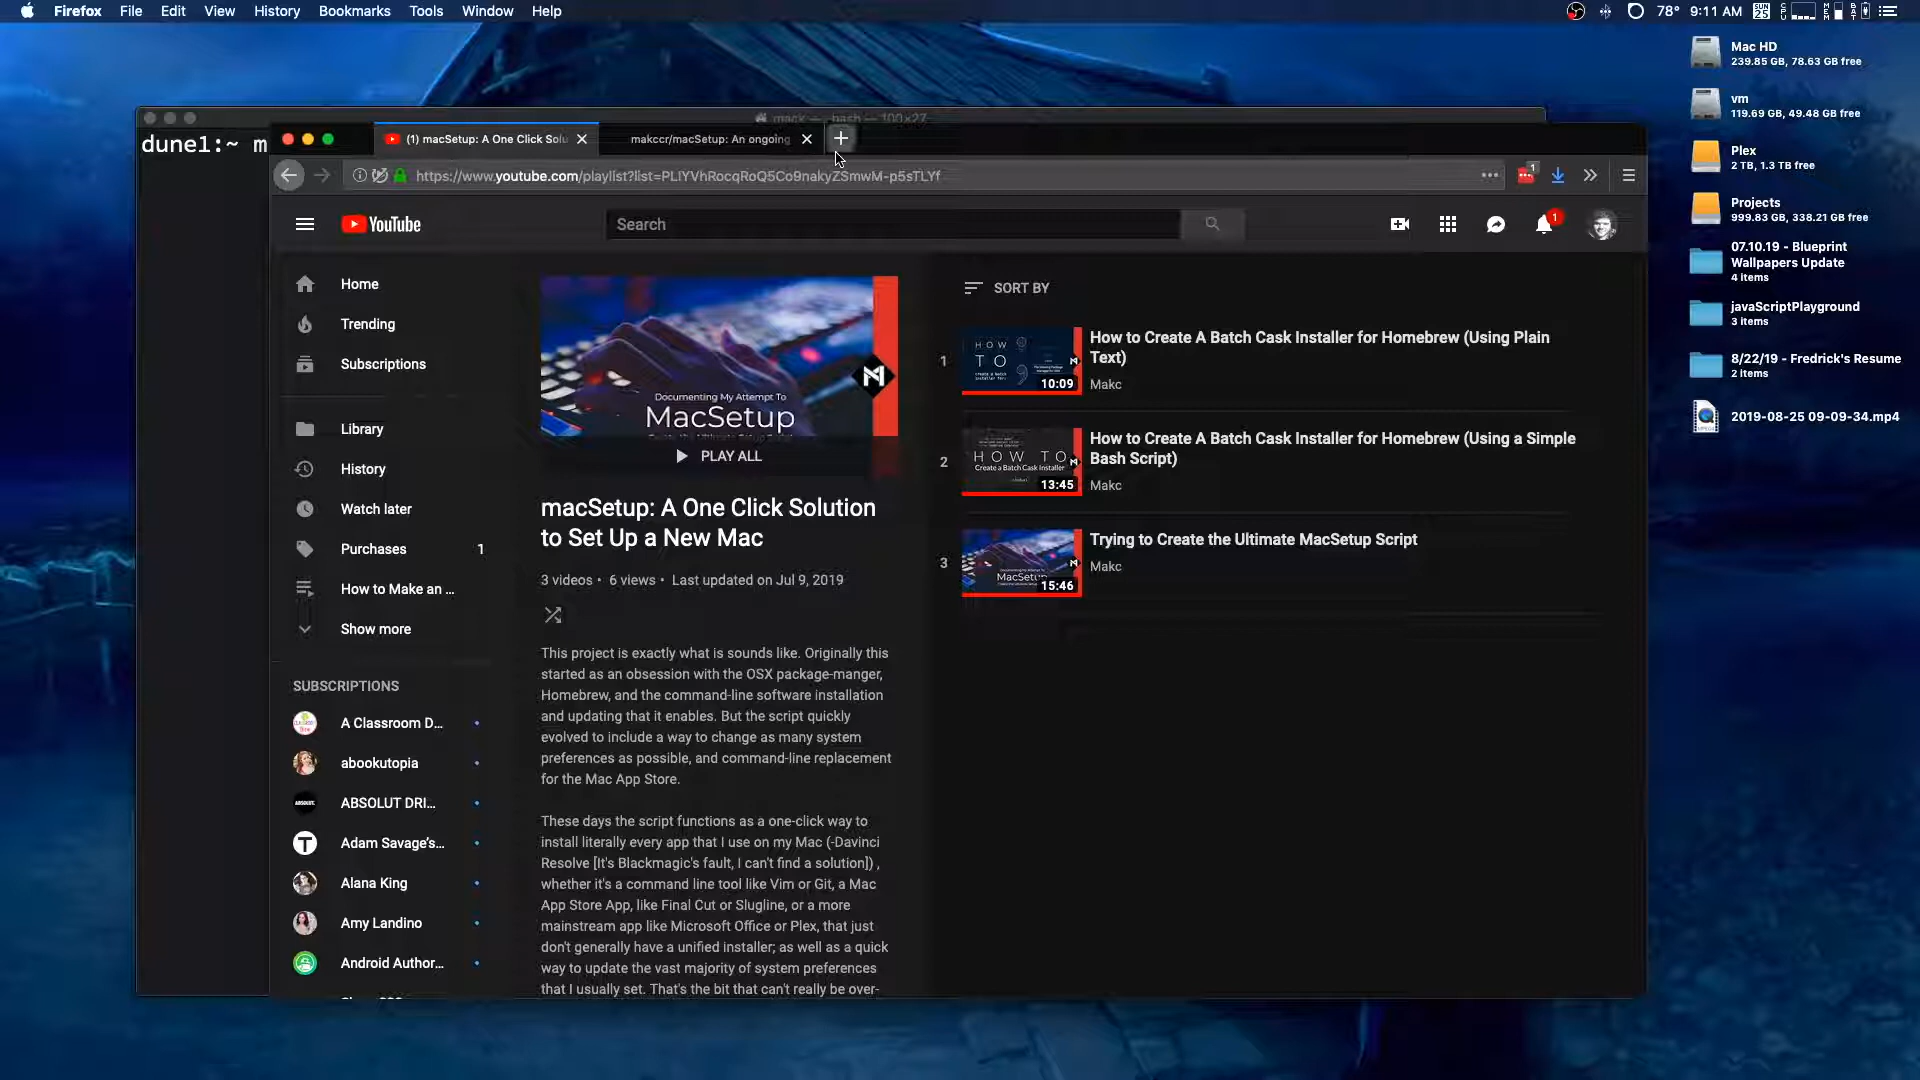 Firefox File Edit View History Bookmarks Tools Window Help
78° 9:11 AM SUN 25 CPU MEM BAT
Mac HD
239.85 GB, 78.63 GB free
vm
119.69 GB, 49.48 GB free
Plex
2 TB, 1.3 TB free
Projects
999.83 GB, 338.21 GB free
07.10.19 - Blueprint
Wallpapers Update
4 items
javaScriptPlayground
3 items
8/22/19 - Fredrick's Resume
2 items
2019-08-25 09-09-34.mp4
mack — -bash — 100×27
dune1:~ m
(1) macSetup: A One Click Solu
makccr/macSetup: An ongoing
https://www.youtube.com/playlist?list=PLIYVhRocqRoQ5Co9nakyZSmwM-p5sTLYf
1
YouTube
Search
1
Home
Trending
Subscriptions
Library
History
Watch later
Purchases 1
How to Make an ...
Show more
SUBSCRIPTIONS
A Classroom D...
abookutopia
ABSOLUT DRI...
Adam Savage's...
Alana King
Amy Landino
Android Author...
Documenting My Attempt To
MacSetup
PLAY ALL
macSetup: A One Click Solution
to Set Up a New Mac
3 videos • 6 views • Last updated on Jul 9, 2019
This project is exactly what is sounds like. Originally this
started as an obsession with the OSX package-manger,
Homebrew, and the command-line software installation
and updating that it enables. But the script quickly
evolved to include a way to change as many system
preferences as possible, and command-line replacement
for the Mac App Store.
These days the script functions as a one-click way to
install literally every app that I use on my Mac (-Davinci
Resolve [It's Blackmagic's fault, I can't find a solution]) ,
whether it's a command line tool like Vim or Git, a Mac
App Store App, like Final Cut or Slugline, or a more
mainstream app like Microsoft Office or Plex, that just
don't generally have a unified installer; as well as a quick
way to update the vast majority of system preferences
that I usually set. That's the bit that can't really be over-
SORT BY
1
HOW
TO
10:09
How to Create A Batch Cask Installer for Homebrew (Using Plain
Text)
Makc
2
HOW TO
Create a Batch Cask Installer
13:45
How to Create A Batch Cask Installer for Homebrew (Using a Simple
Bash Script)
Makc
3
MacSetup
15:46
Trying to Create the Ultimate MacSetup Script
Makc